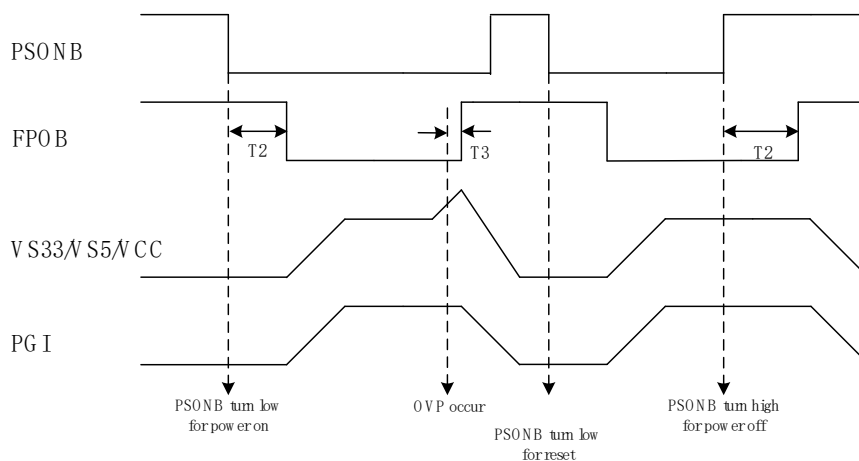 PSONB
FPOB
T2
T3
T2
VS33/VS5/VCC
PGI
PSONB turn low
for power on
OVP occur
PSONB turn low
for reset
PSONB turn high
for power off